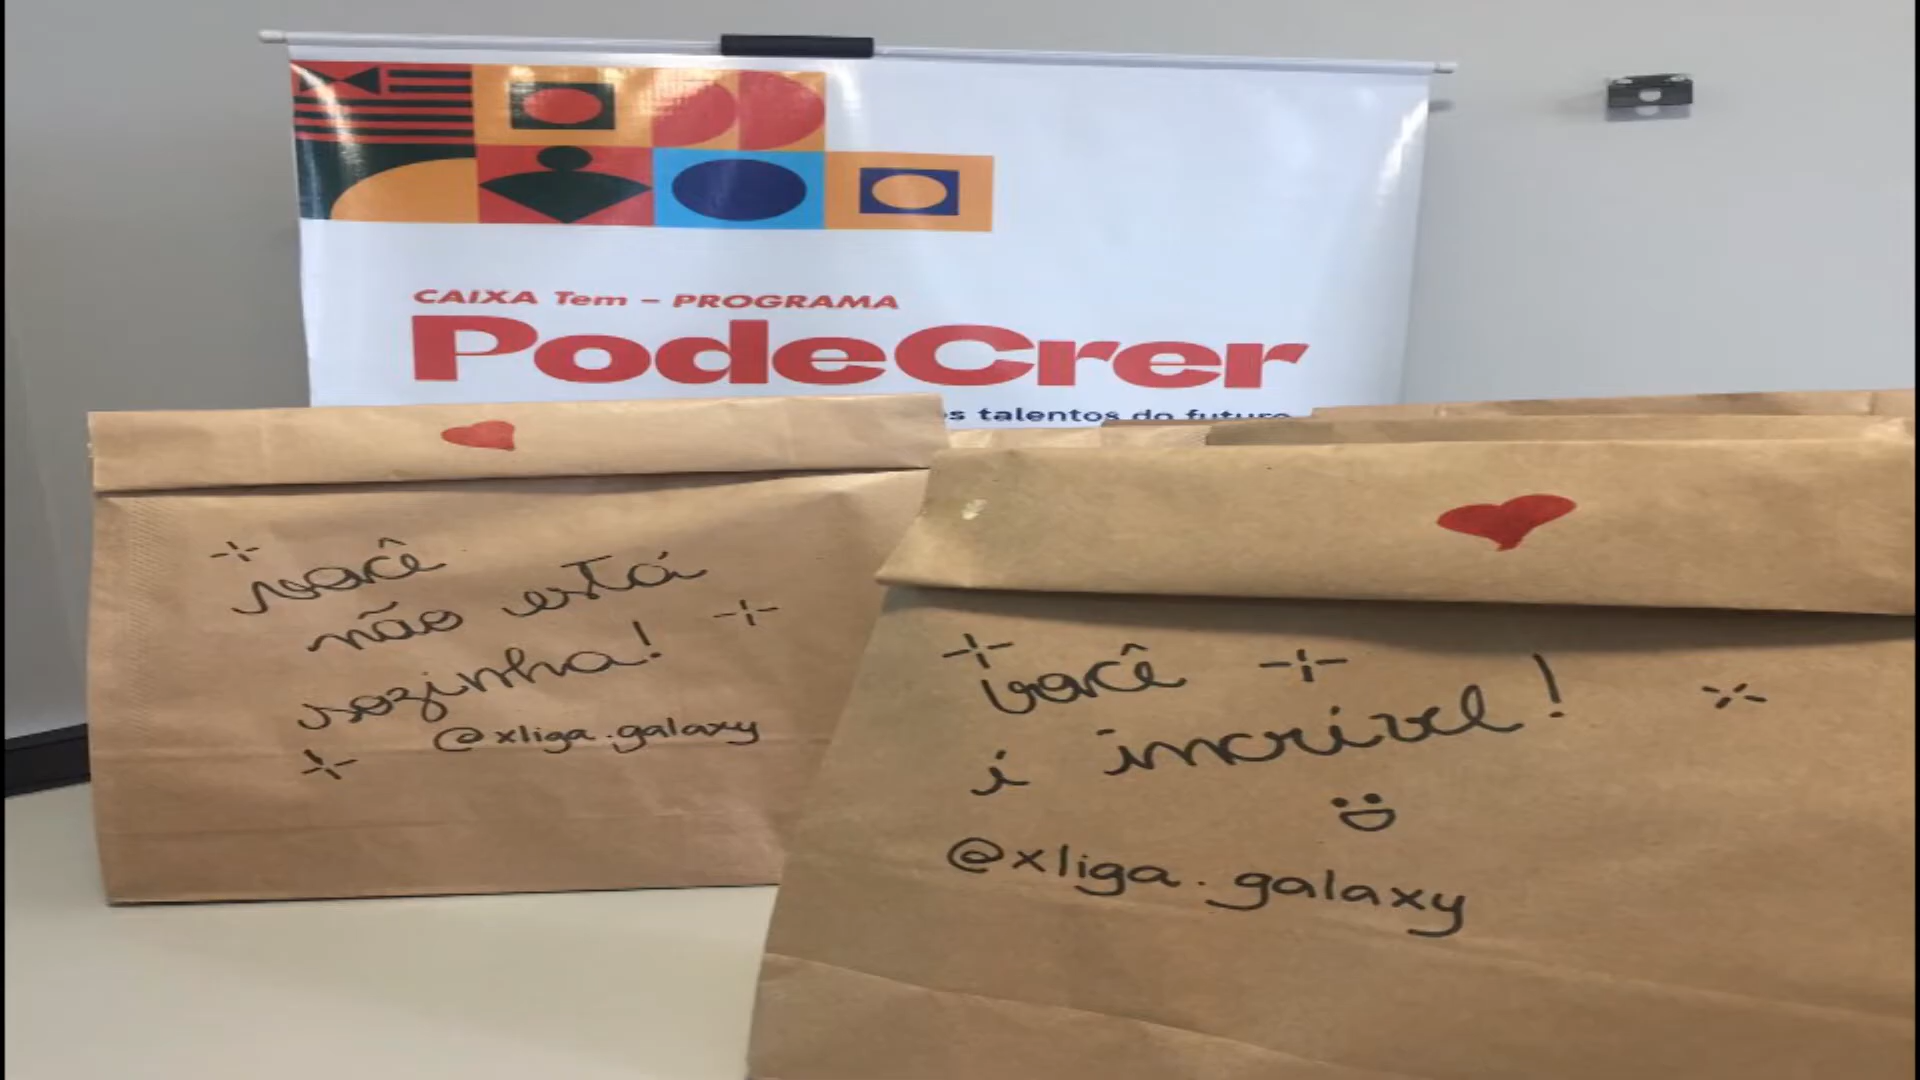 CAIXA Tem - PROGRAMA
PodeCrer
s talentos do futuro
você
não está
sozinha!
@xliga.galaxy
você
é incrível!
@xliga.galaxy